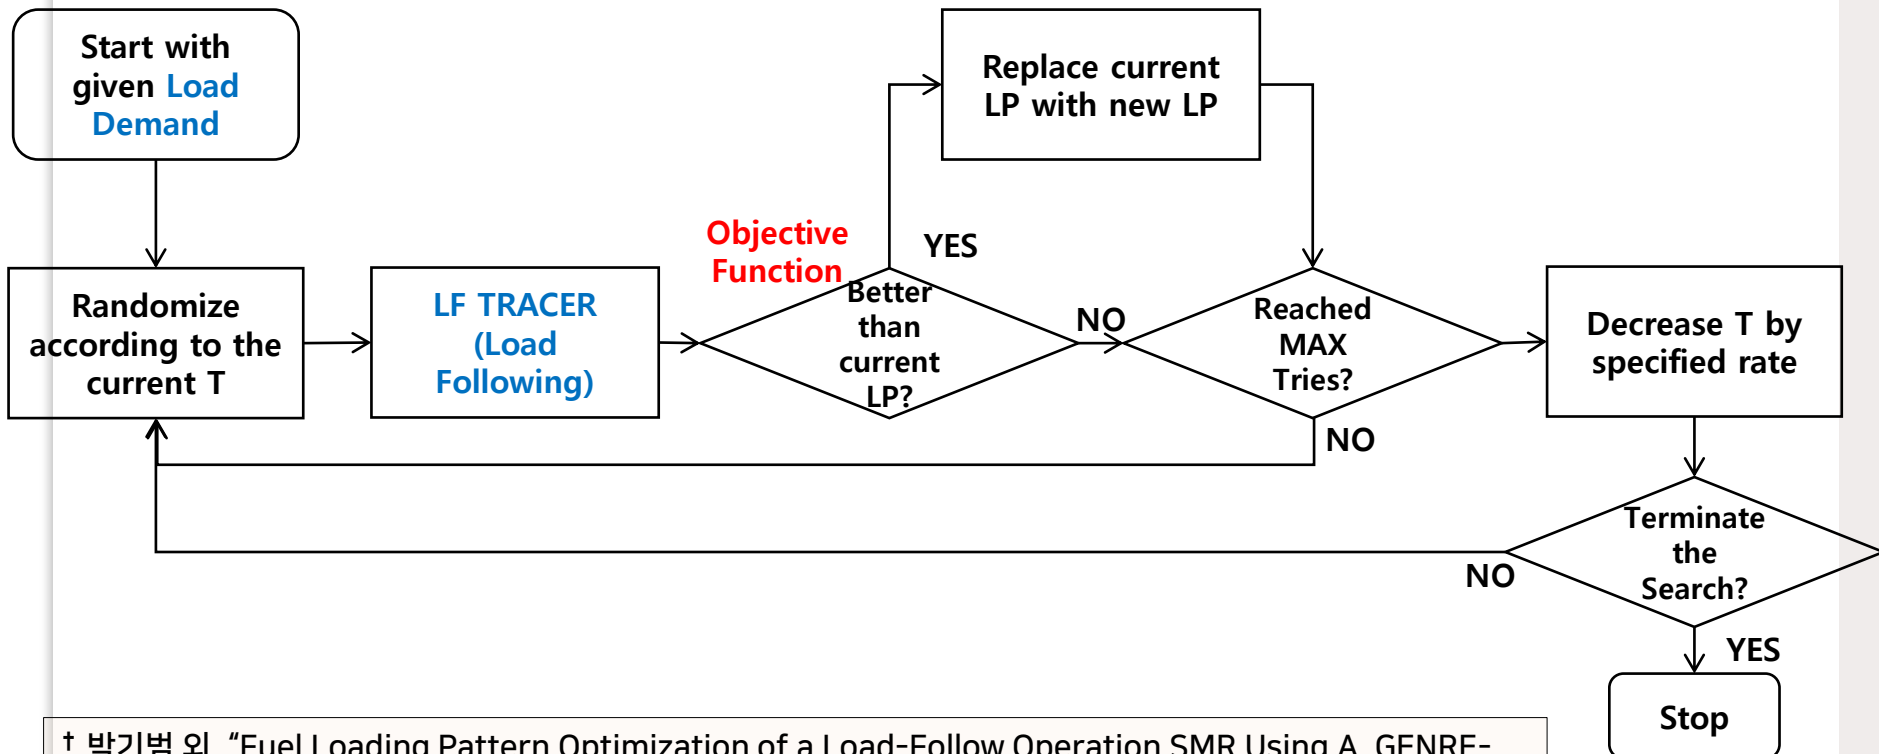 Start with
given Load
Demand
Replace current
LP with new LP
Objective
Function
YES
Randomize
according to the
current T
LF TRACER
(Load
Following)
Better
than
current
LP?
NO
Reached
MAX
Tries?
Decrease T by
specified rate
NO
Terminate
the
Search?
NO
YES
Stop
† 박기범 외 "Fuel Loading Pattern Optimization of a Load-Follow Operation SMR Using A GENRE-